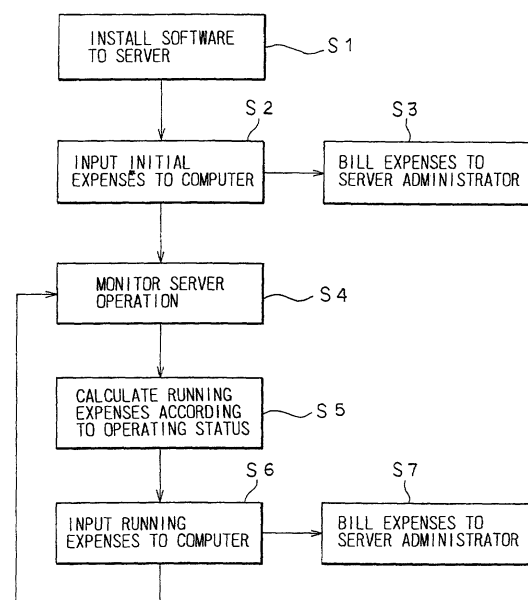 INSTALL SOFTWARE
TO SERVER
S1
S2
INPUT INITIAL
EXPENSES TO COMPUTER
S3
BILL EXPENSES TO
SERVER ADMINISTRATOR
MONITOR SERVER
OPERATION
S4
CALCULATE RUNNING
EXPENSES ACCORDING
TO OPERATING STATUS
S5
S6
INPUT RUNNING
EXPENSES TO COMPUTER
S7
BILL EXPENSES TO
SERVER ADMINISTRATOR